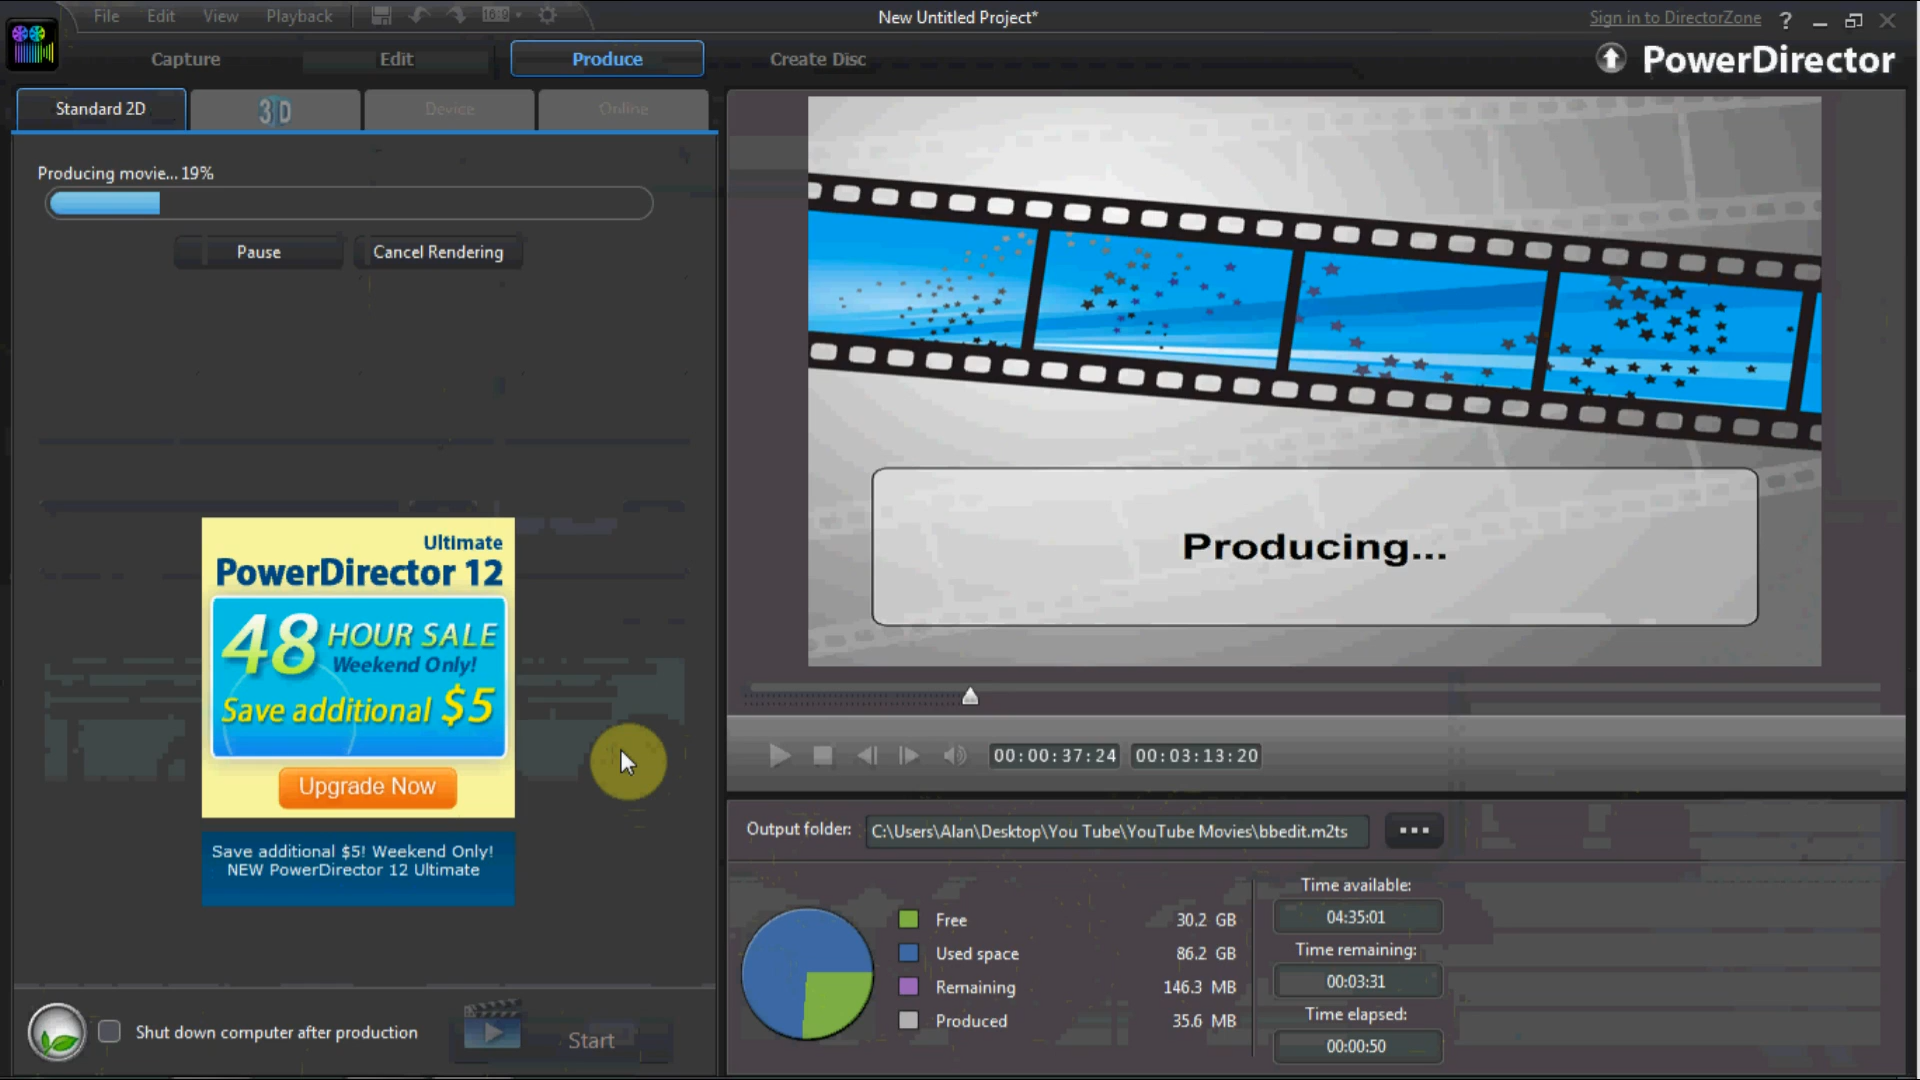 File Edit View Playback 16:9 New Untitled Project* Sign in to DirectorZone ?
Capture Edit Produce Create Disc PowerDirector
Standard 2D 3D Device Online
Producing movie... 19%
Pause Cancel Rendering
Ultimate
PowerDirector 12
48 HOUR SALE
Weekend Only!
Save additional $5
Upgrade Now
Save additional $5! Weekend Only!
NEW PowerDirector 12 Ultimate
Shut down computer after production
Start
Producing...
00:00:37:24 00:03:13:20
Output folder: C:\Users\Alan\Desktop\You Tube\YouTube Movies\bbedit.m2ts ...
Free 30.2 GB
Used space 86.2 GB
Remaining 146.3 MB
Produced 35.6 MB
Time available:
04:35:01
Time remaining:
00:03:31
Time elapsed:
00:00:50